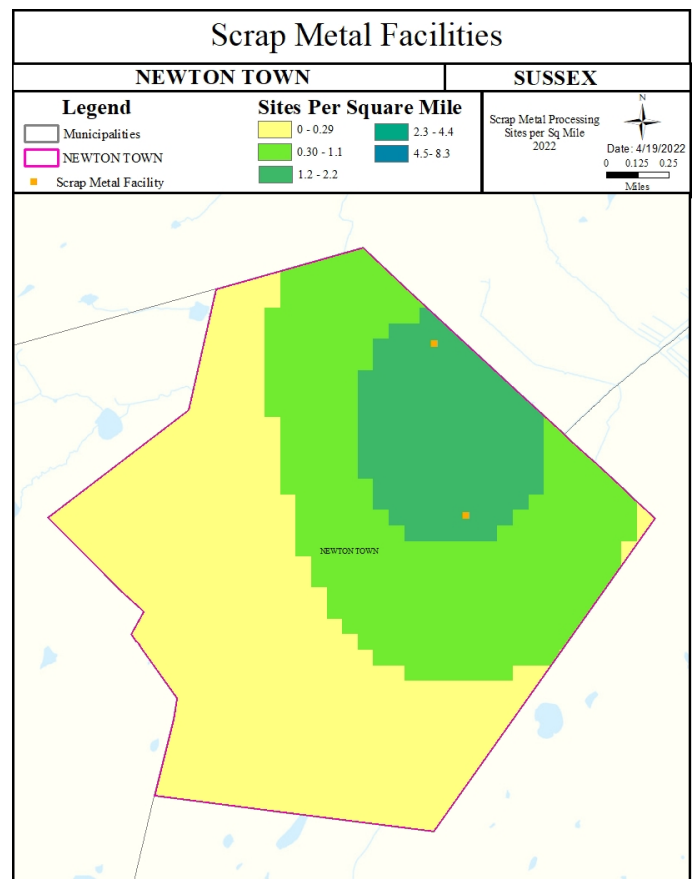 Scrap Metal Facilities
NEWTON TOWN
SUSSEX
Legend
Municipalities
NEWTON TOWN
Scrap Metal Facility
Sites Per Square Mile
0 - 0.29
0.30 - 1.1
1.2 - 2.2
2.3 - 4.4
4.5- 8.3
Scrap Metal Processing
Sites per Sq Mile
2022
N
Date: 4/19/2022
0 0.125 0.25
Miles
NEWTON TOWN